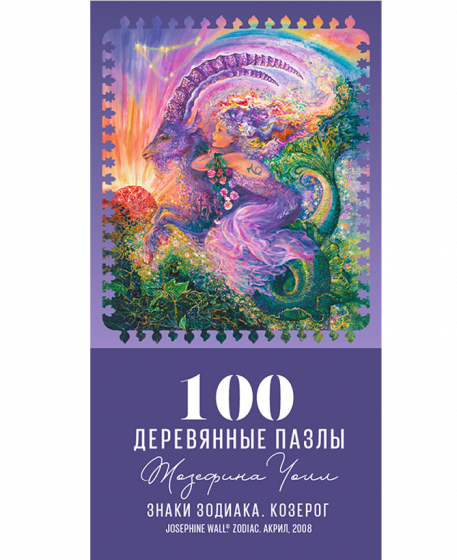 100
ДЕРЕВЯННЫЕ ПАЗЛЫ
Жозефина Уолл
ЗНАКИ ЗОДИАКА. КОЗЕРОГ
JOSEPHINE WALL® ZODIAC. АКРИЛ, 2008